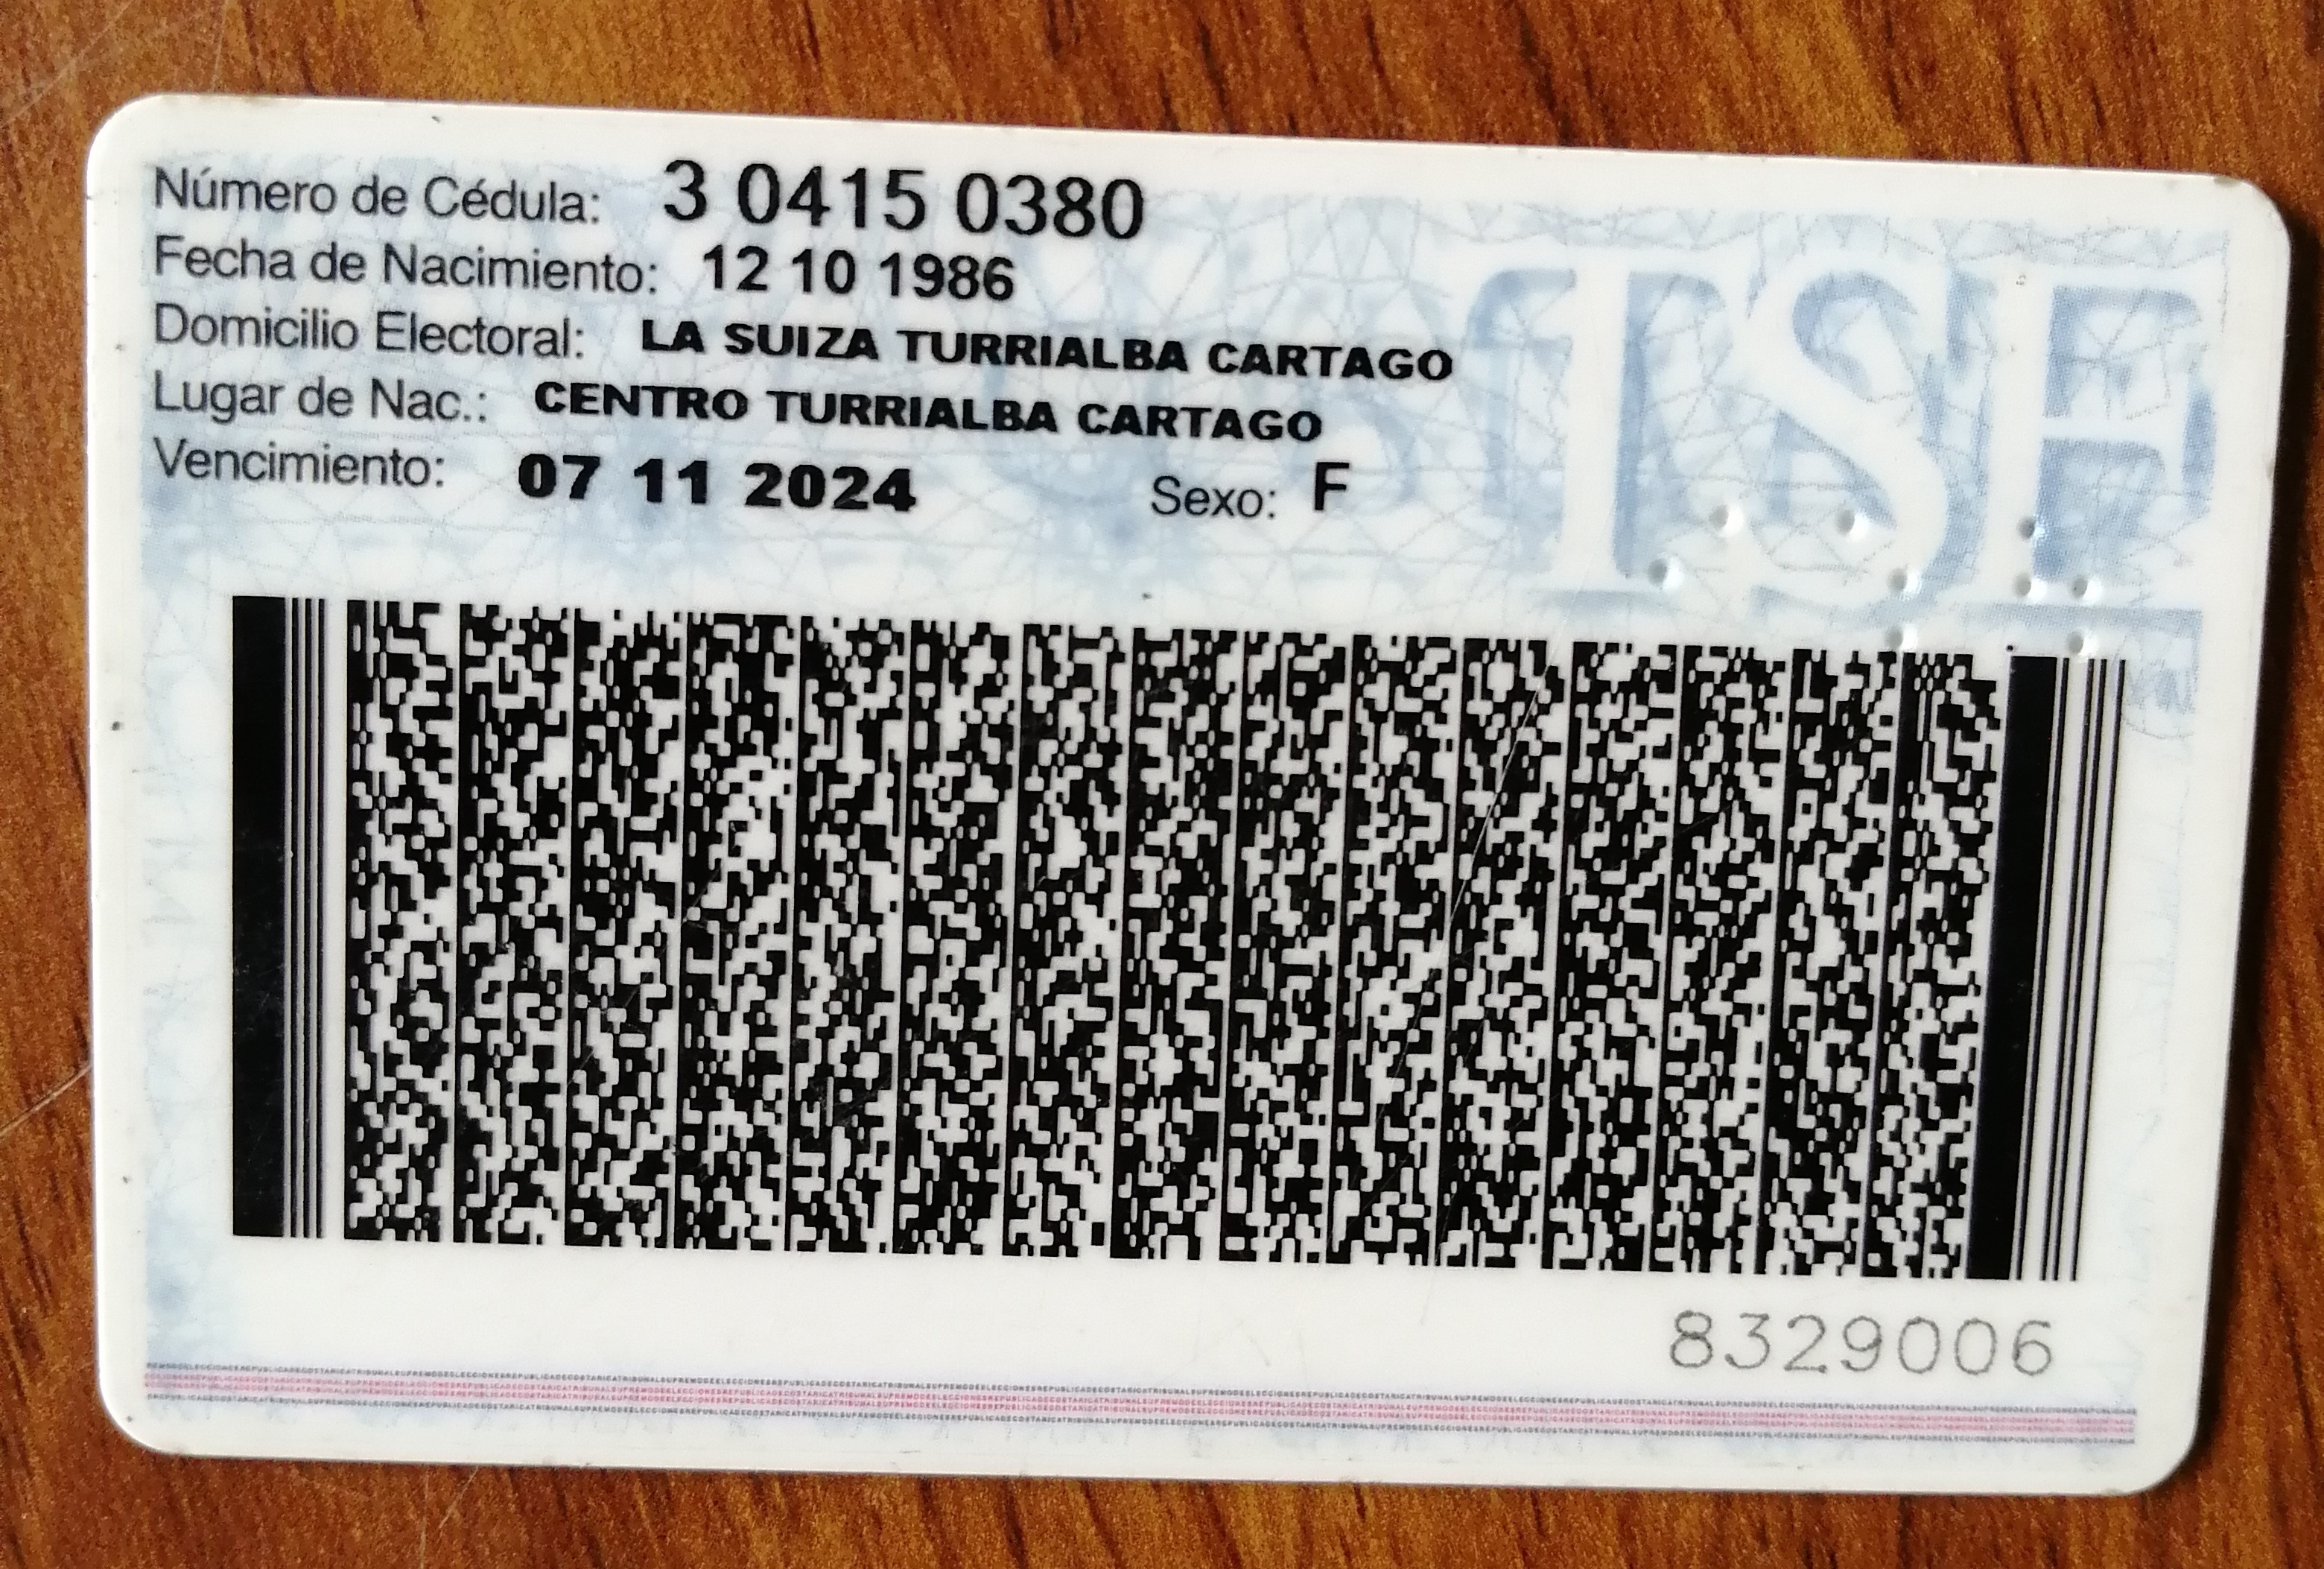 Número de Cédula: 3 0415 0380
Fecha de Nacimiento: 12 10 1986
Domicilio Electoral: LA SUIZA TURRIALBA CARTAGO
Lugar de Nac.: CENTRO TURRIALBA CARTAGO
Vencimiento: 07 11 2024 Sexo: F
TSE
8329006